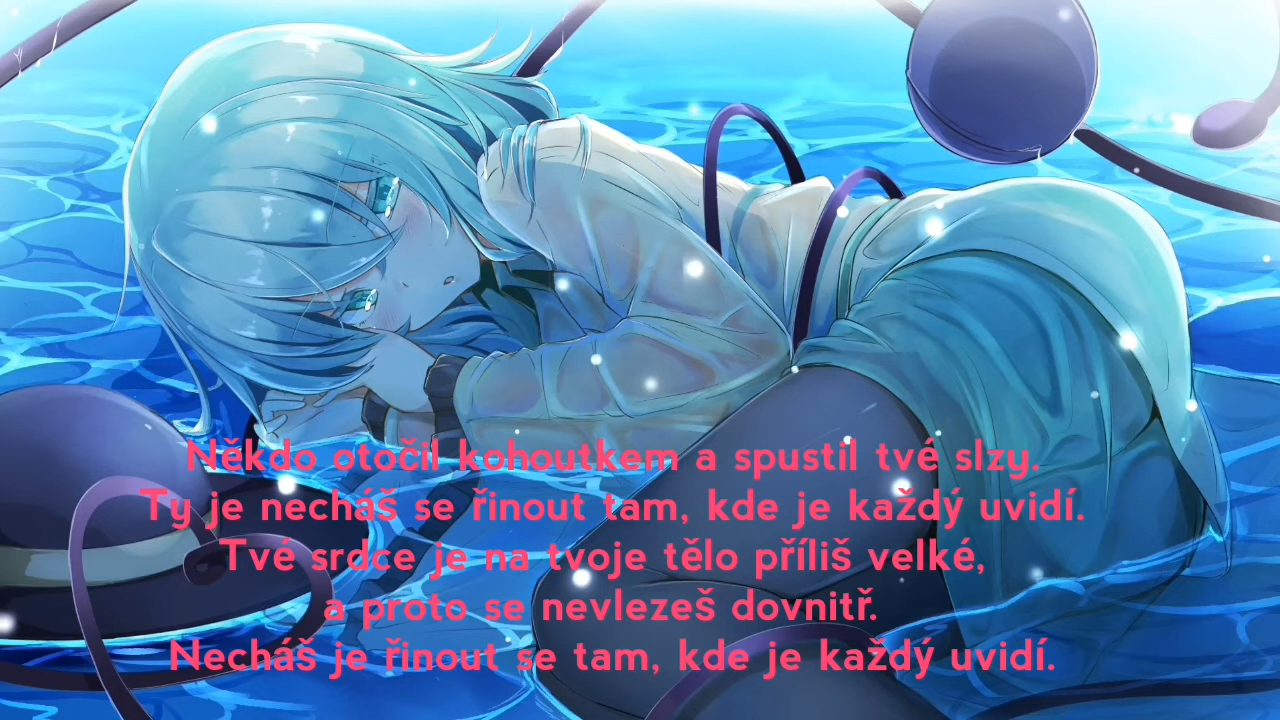 Někdo otočil kohoutkem a spustil tvé slzy.
Ty je necháš se řinout tam, kde je každý uvidí.
Tvé srdce je na tvoje tělo příliš velké,
a proto se nevlezeš dovnitř.
Necháš je řinout se tam, kde je každý uvidí.